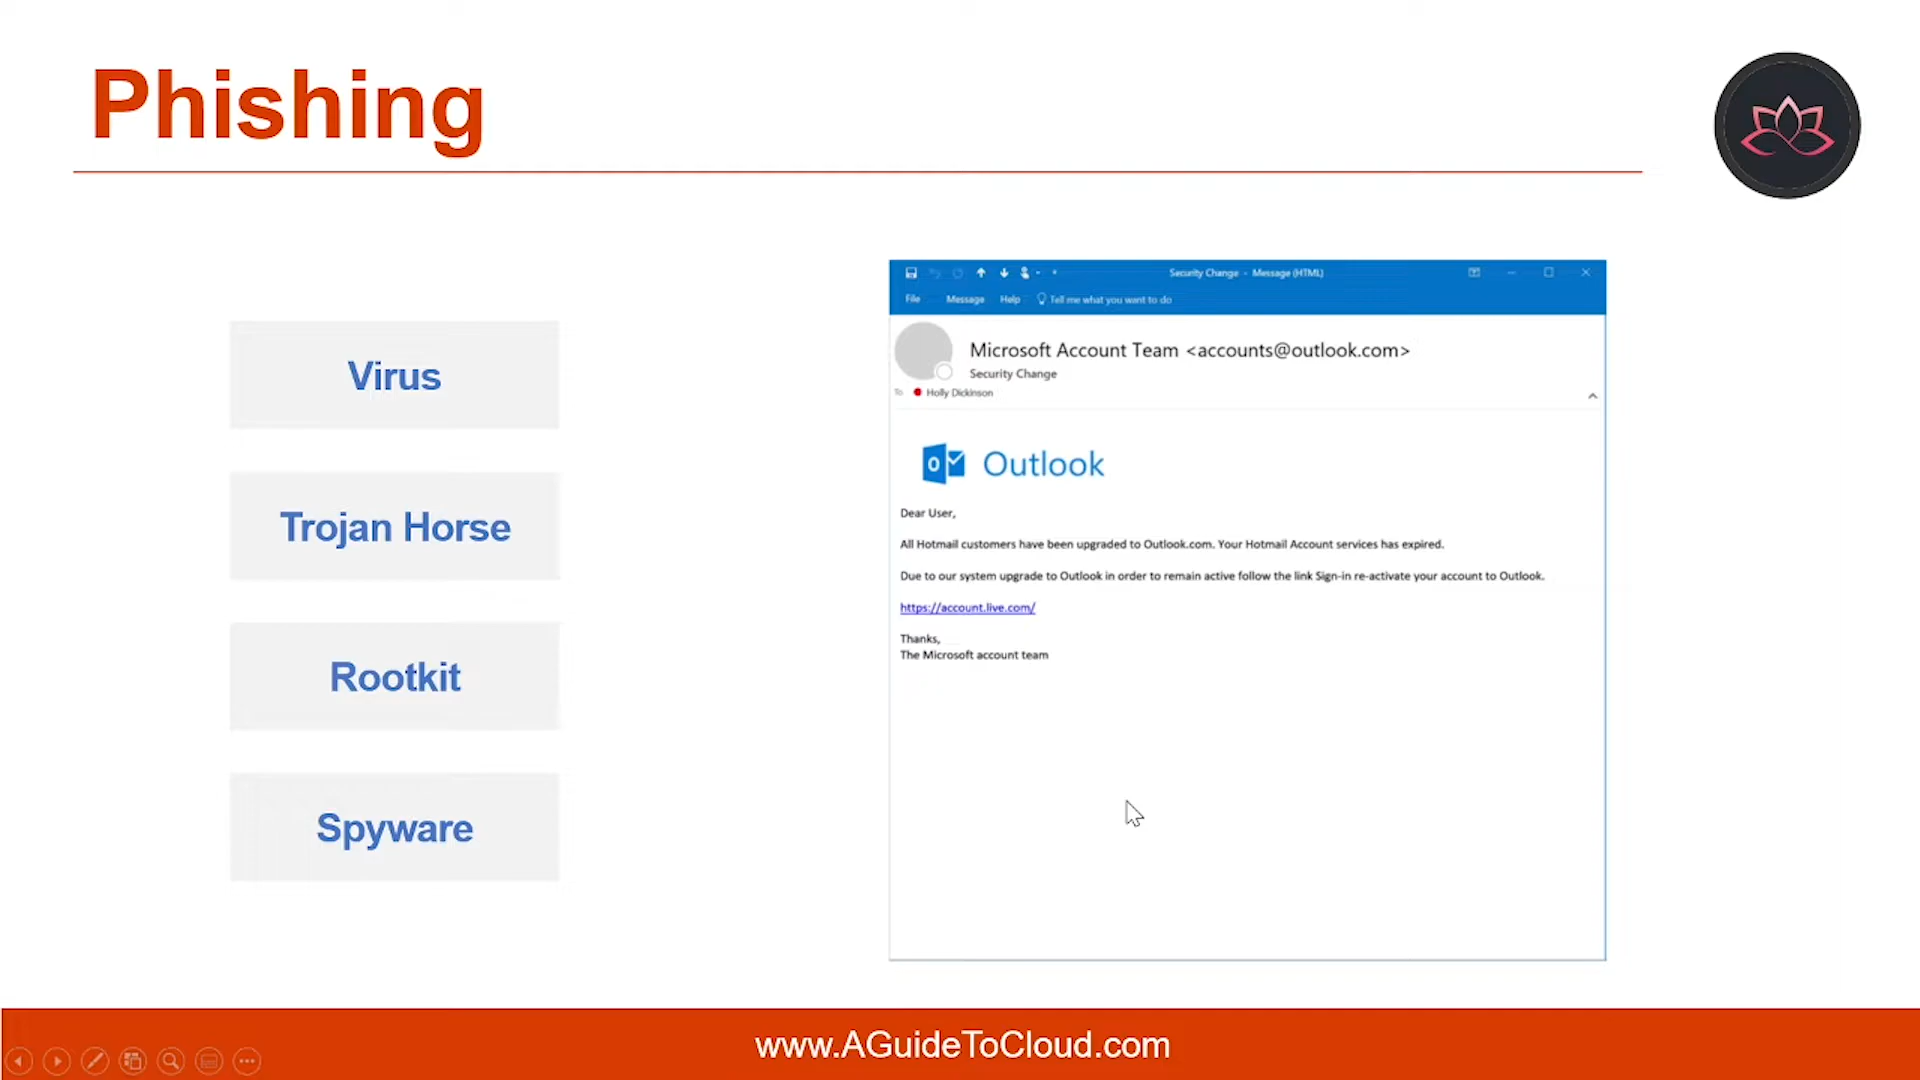 Phishing
Virus
Trojan Horse
Rootkit
Spyware
Security Change - Message (HTML)
File Message Help Tell me what you want to do
Microsoft Account Team <accounts@outlook.com>
Security Change
To Holly Dickinson
Outlook
Dear User,
All Hotmail customers have been upgraded to Outlook.com. Your Hotmail Account services has expired.
Due to our system upgrade to Outlook in order to remain active follow the link Sign-in re-activate your account to Outlook.
https://account.live.com/
Thanks,
The Microsoft account team
www.AGuideToCloud.com